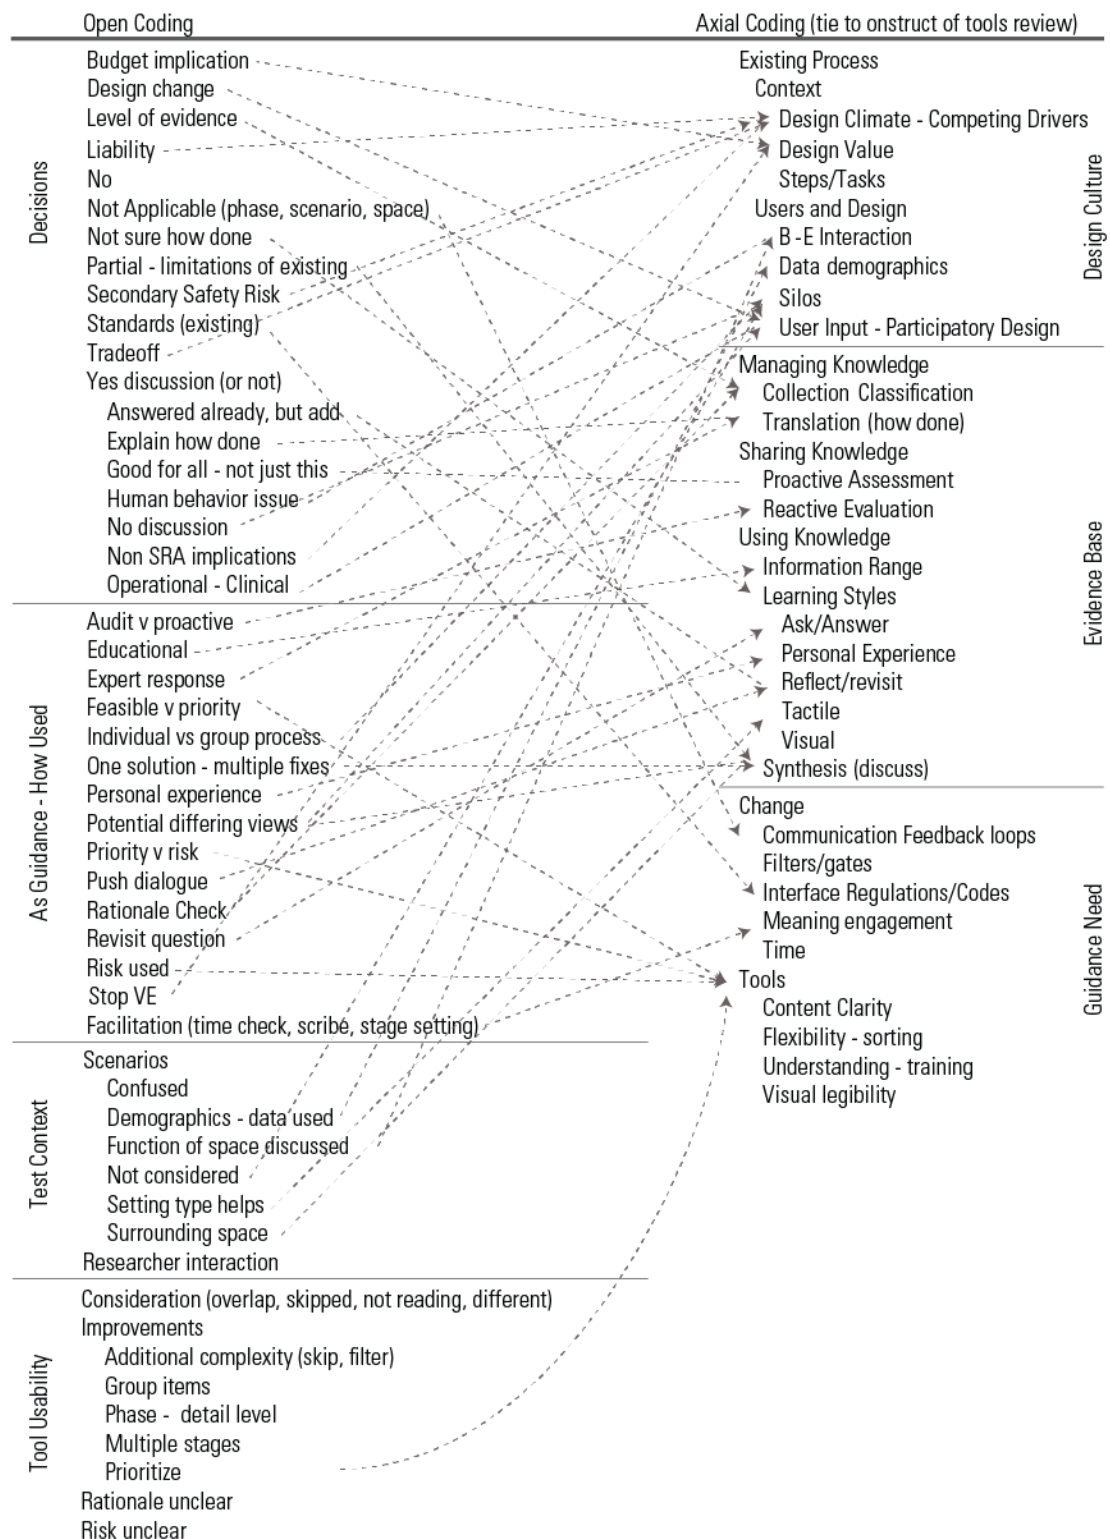 Open Coding
Axial Coding (tie to onstruct of tools review)
Decisions
Budget implication
Design change
Level of evidence
Liability
No
Not Applicable (phase, scenario, space)
Not sure how done
Partial - limitations of existing
Secondary Safety Risk
Standards (existing)
Tradeoff
Yes discussion (or not)
Answered already, but add
Explain how done
Good for all - not just this
Human behavior issue
No discussion
Non SRA implications
Operational - Clinical
As Guidance - How Used
Audit v proactive
Educational
Expert response
Feasible v priority
Individual vs group process
One solution - multiple fixes
Personal experience
Potential differing views
Priority v risk
Push dialogue
Rationale Check
Revisit question
Risk used
Stop VE
Facilitation (time check, scribe, stage setting)
Test Context
Scenarios
Confused
Demographics - data used
Function of space discussed
Not considered
Setting type helps
Surrounding space
Researcher interaction
Tool Usability
Consideration (overlap, skipped, not reading, different)
Improvements
Additional complexity (skip, filter)
Group items
Phase - detail level
Multiple stages
Prioritize
Rationale unclear
Risk unclear
Existing Process
Context
Design Climate - Competing Drivers
Design Value
Steps/Tasks
Users and Design
B -E Interaction
Data demographics
Silos
User Input - Participatory Design
Design Culture
Managing Knowledge
Collection Classification
Translation (how done)
Sharing Knowledge
Proactive Assessment
Reactive Evaluation
Using Knowledge
Information Range
Learning Styles
Ask/Answer
Personal Experience
Reflect/revisit
Tactile
Visual
Synthesis (discuss)
Evidence Base
Change
Communication Feedback loops
Filters/gates
Interface Regulations/Codes
Meaning engagement
Time
Tools
Content Clarity
Flexibility - sorting
Understanding - training
Visual legibility
Guidance Need